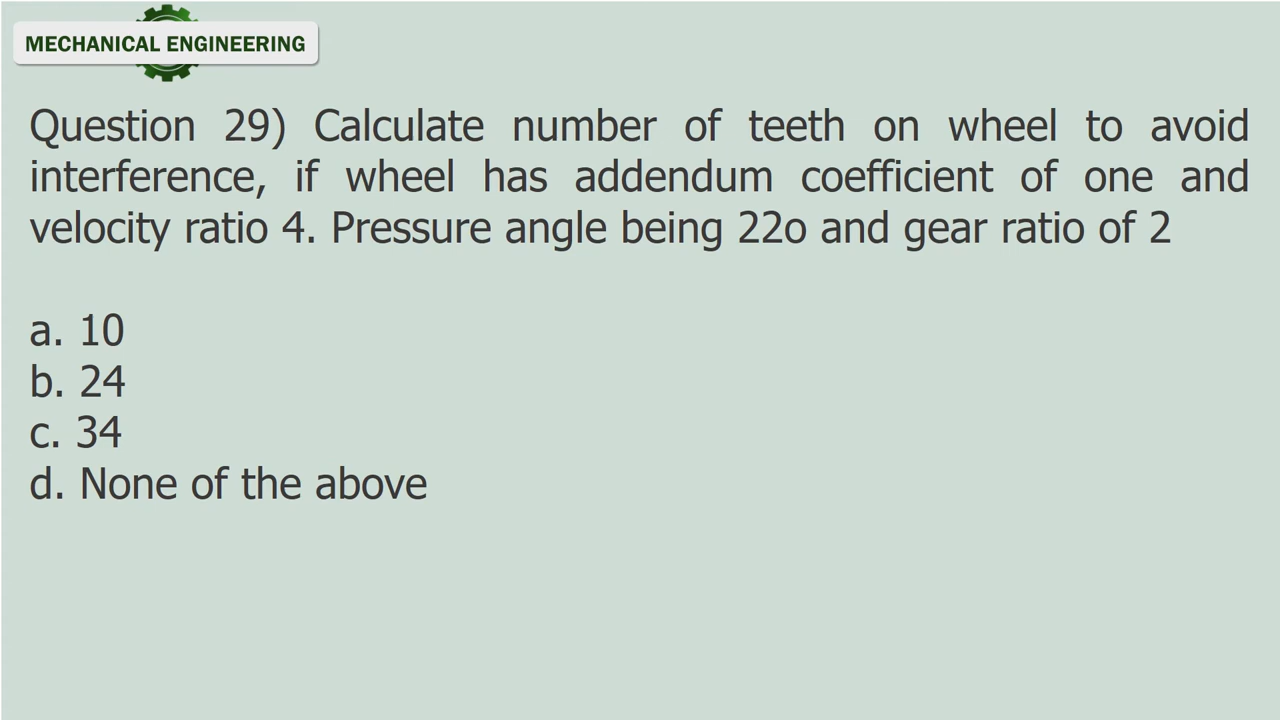 MECHANICAL ENGINEERING
Question 29) Calculate number of teeth on wheel to avoid
interference, if wheel has addendum coefficient of one and
velocity ratio 4. Pressure angle being 22o and gear ratio of 2
a. 10
b. 24
c. 34
d. None of the above